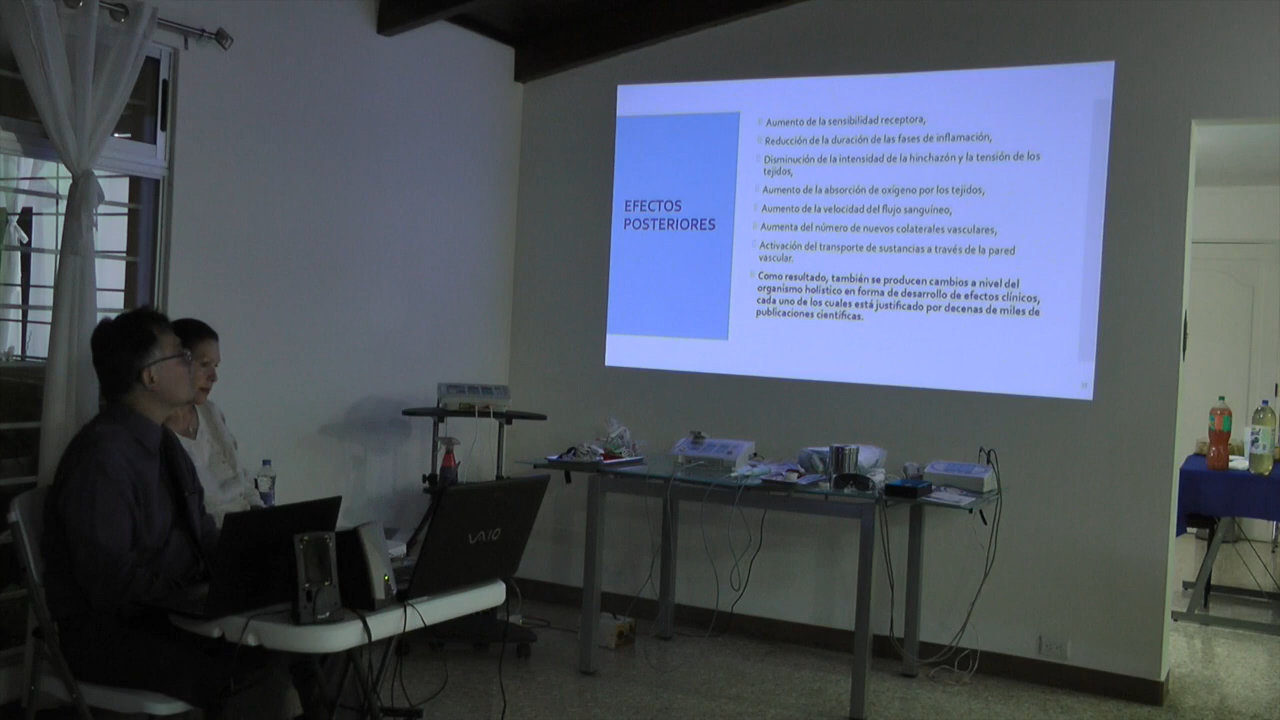 EFECTOS
POSTERIORES
Aumento de la sensibilidad receptora,
Reducción de la duración de las fases de inflamación,
Disminución de la intensidad de la hinchazón y la tensión de los
tejidos,
Aumento de la absorción de oxígeno por los tejidos,
Aumento de la velocidad del flujo sanguíneo,
Aumenta del número de nuevos colaterales vasculares,
Activación del transporte de sustancias a través de la pared
vascular.
Como resultado, también se producen cambios a nivel del
organismo holístico en forma de desarrollo de efectos clínicos,
cada uno de los cuales está justificado por decenas de miles de
publicaciones científicas.
VAIO